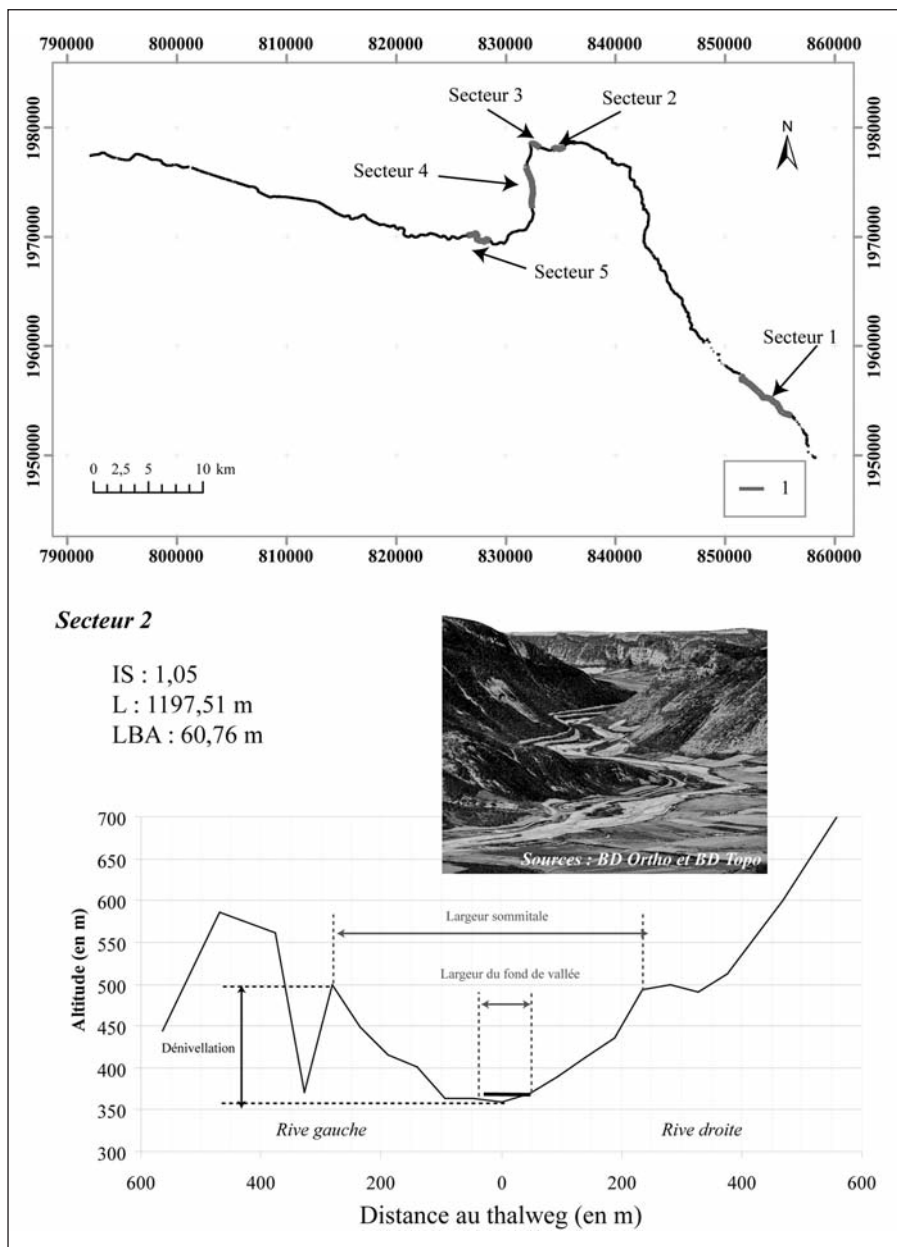 790000 800000 810000 820000 830000 840000 850000 860000
Secteur 3
Secteur 2
N
Secteur 4
Secteur 5
Secteur 1
1980000
1970000
1960000
1950000
1980000
1970000
1960000
1950000
0 2,5 5 10 km
1
790000 800000 810000 820000 830000 840000 850000 860000
Secteur 2
IS : 1,05
L : 1197,51 m
LBA : 60,76 m
Sources : BD Ortho et BD Topo
Altitude (en m)
700
650
600
550
500
450
400
350
300
Largeur sommitale
Largeur du fond de vallée
Dénivellation
Rive gauche
Rive droite
600 400 200 0 200 400 600
Distance au thalweg (en m)